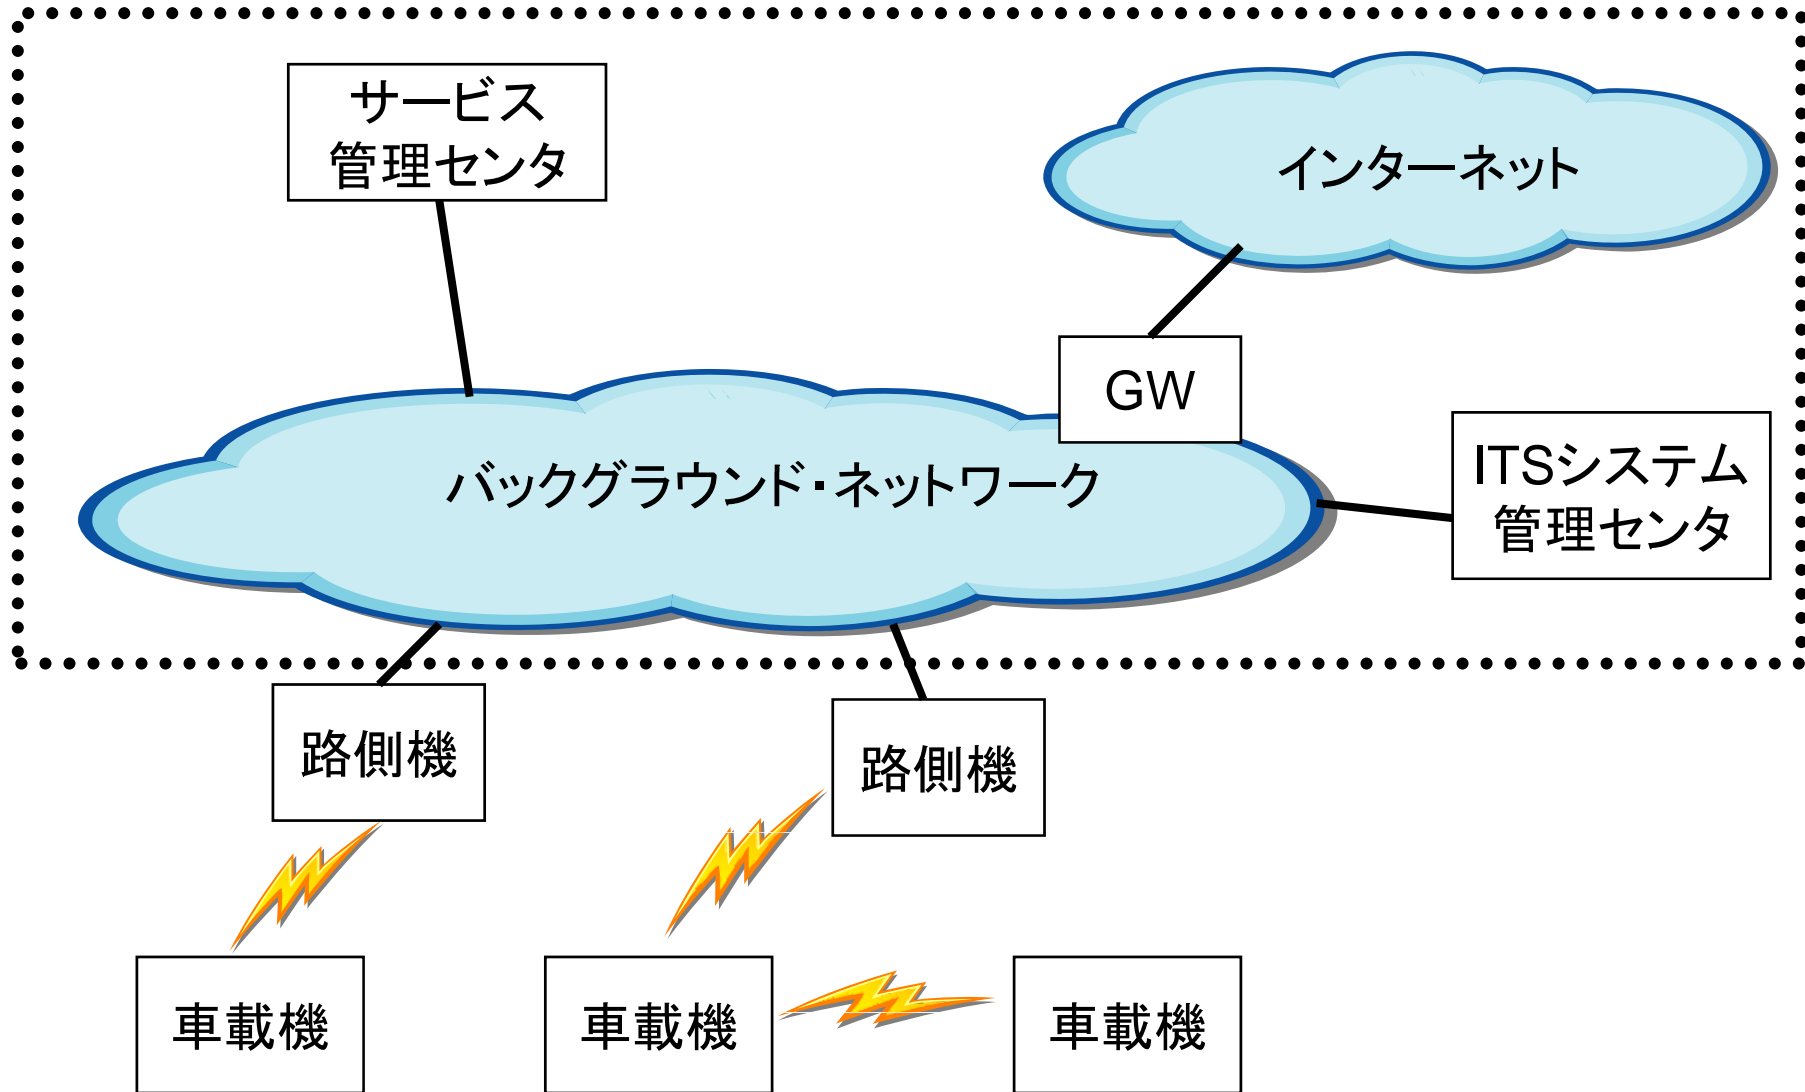 サービス
管理センタ
インターネット
GW
バックグラウンド・ネットワーク
ITSシステム
管理センタ
路側機
路側機
車載機
車載機
車載機